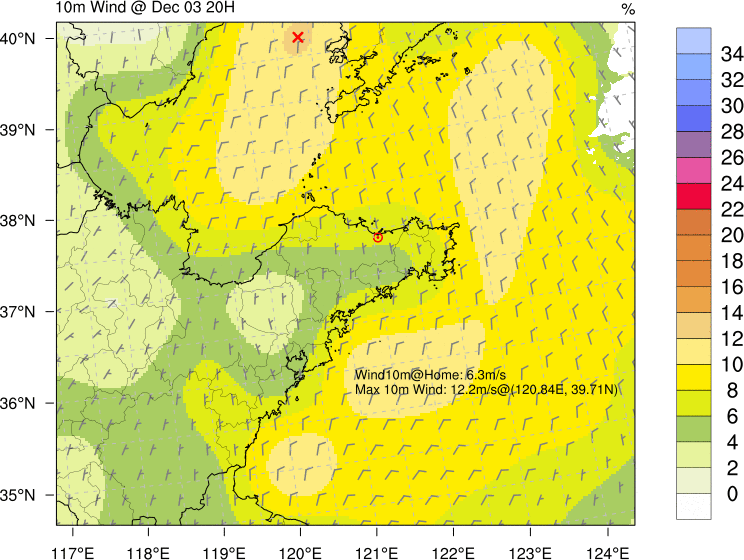 10m Wind @ Dec 03 20H
%
40°N
39°N
38°N
37°N
36°N
35°N
Wind10m@Home: 6.3m/s
Max 10m Wind: 12.2m/s@(120.84E, 39.71N)
117°E
118°E
119°E
120°E
121°E
122°E
123°E
124°E
34
32
30
28
26
24
22
20
18
16
14
12
10
8
6
4
2
0